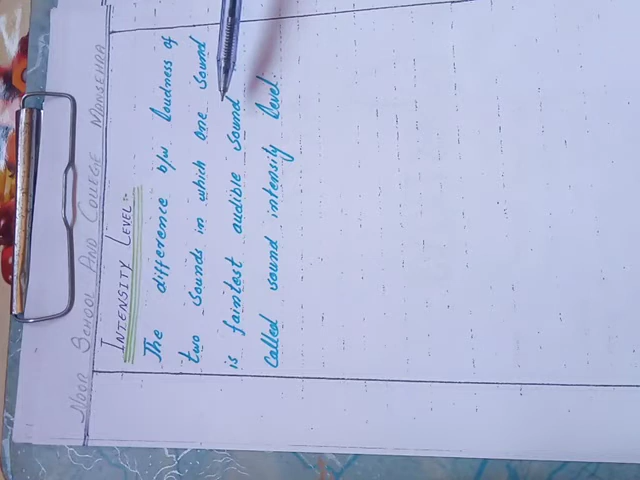 Noor School And College Mansehra
Intensity Level:-
The difference b/w loudness of
two sounds in which one sound
is faintest audible sound
Called sound intensity level.